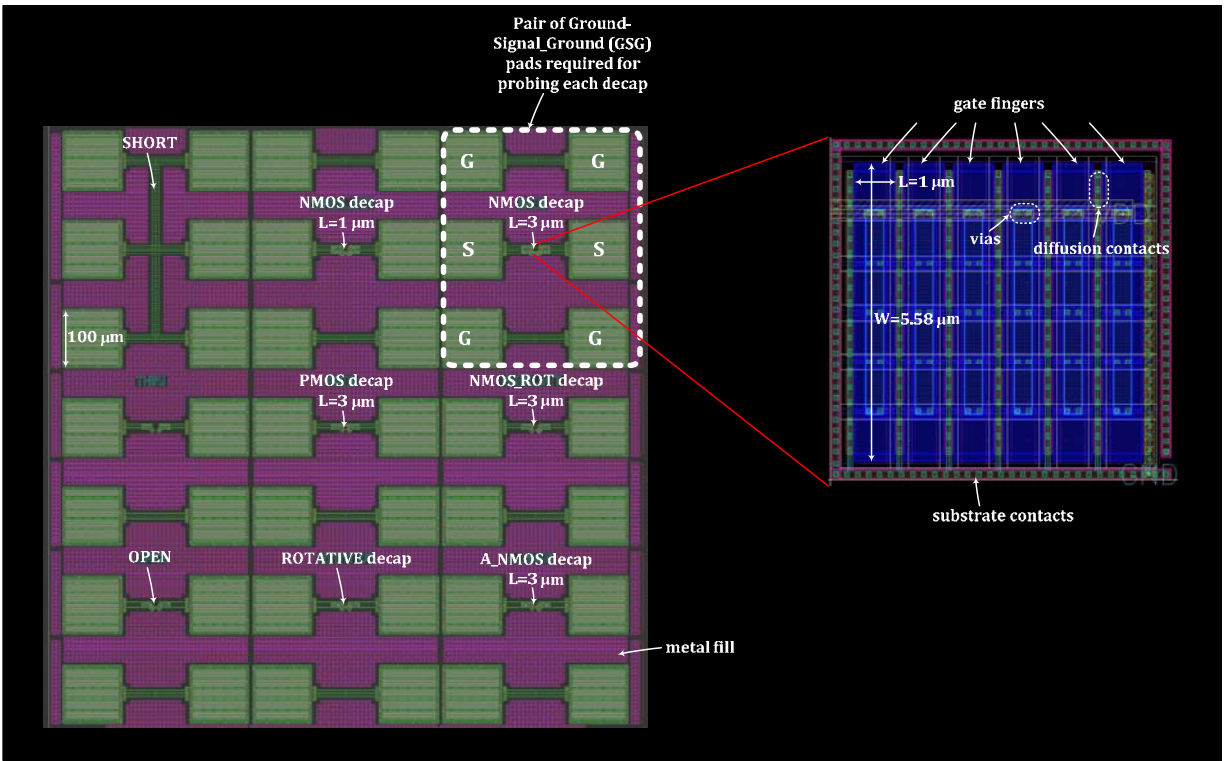 Pair of Ground-
Signal_Ground (GSG)
pads required for
probing each decap
SHORT
G
G
NMOS decap
L=1 μm
NMOS decap
L=3 μm
S
S
100 μm
G
G
PMOS decap
L=3 μm
NMOS_ROT decap
L=3 μm
OPEN
ROTATIVE decap
A_NMOS decap
L=3 μm
metal fill
gate fingers
L=1 μm
vias
diffusion contacts
W=5.58 μm
GND
substrate contacts